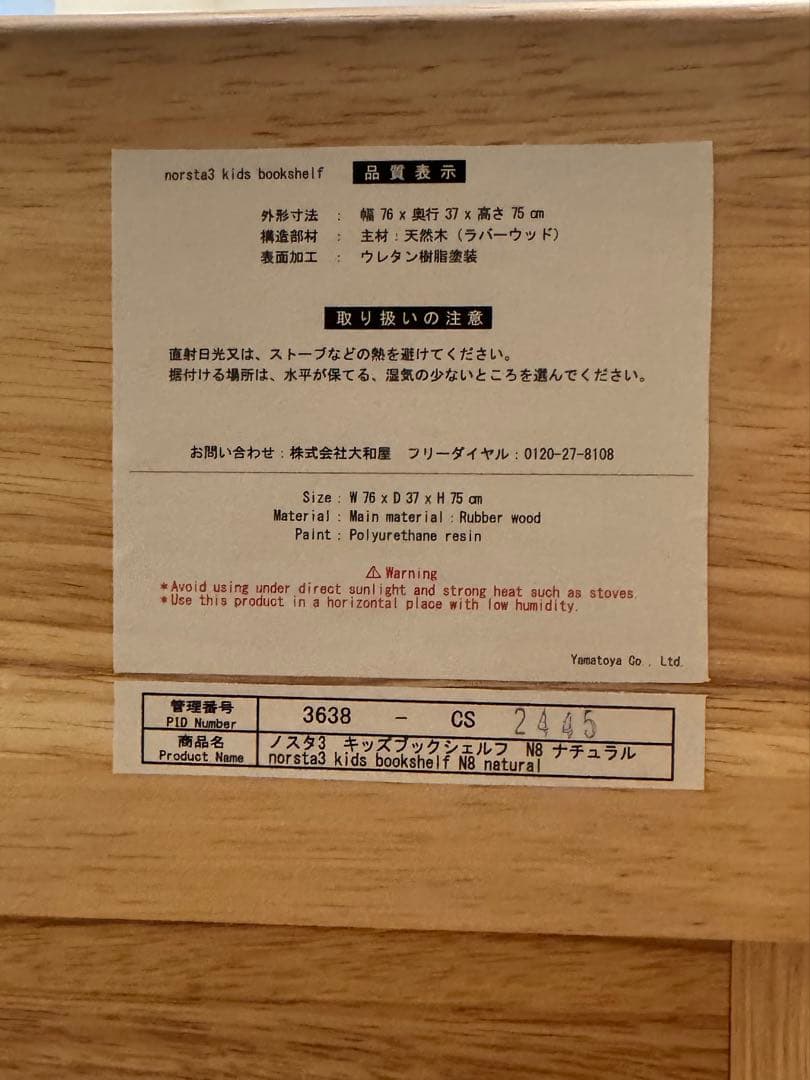 norsta3 kids bookshelf 品質表示
外形寸法 : 幅 76 x 奥行 37 x 高さ 75 cm
構造部材 : 主材:天然木(ラバーウッド)
表面加工 : ウレタン樹脂塗装
取り扱いの注意
直射日光又は、ストーブなどの熱を避けてください。
据付ける場所は、水平が保てる、湿気の少ないところを選んでください。
お問い合わせ:株式会社大和屋 フリーダイヤル:0120-27-8108
Size : W 76 x D 37 x H 75 cm
Material : Main material : Rubber wood
Paint : Polyurethane resin
⚠ Warning
*Avoid using under direct sunlight and strong heat such as stoves.
*Use this product in a horizontal place with low humidity.
Yamatoya Co., Ltd.
管理番号
PID Number
3638 - CS 2445
商品名
Product Name
ノスタ3 キッズブックシェルフ N8 ナチュラル
norsta3 kids bookshelf N8 natural